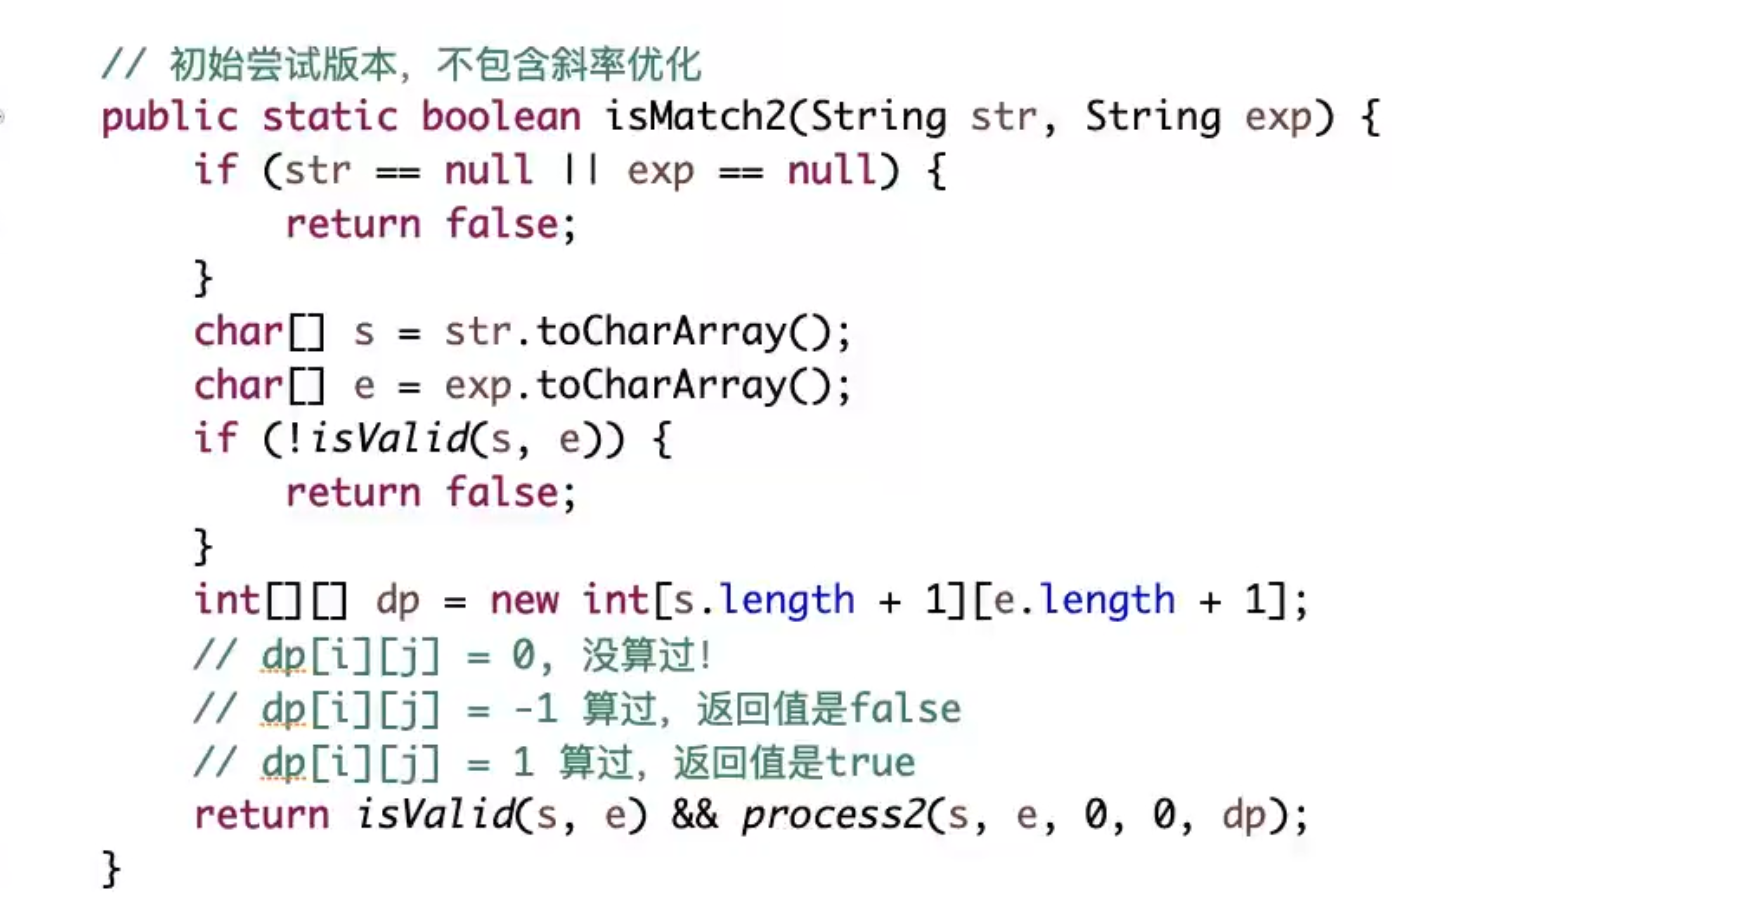 // 初始尝试版本，不包含斜率优化
public static boolean isMatch2(String str, String exp) {
    if (str == null || exp == null) {
        return false;
    }
    char[] s = str.toCharArray();
    char[] e = exp.toCharArray();
    if (!isValid(s, e)) {
        return false;
    }
    int[][] dp = new int[s.length + 1][e.length + 1];
    // dp[i][j] = 0, 没算过!
    // dp[i][j] = -1 算过，返回值是false
    // dp[i][j] = 1 算过，返回值是true
    return isValid(s, e) && process2(s, e, 0, 0, dp);
}